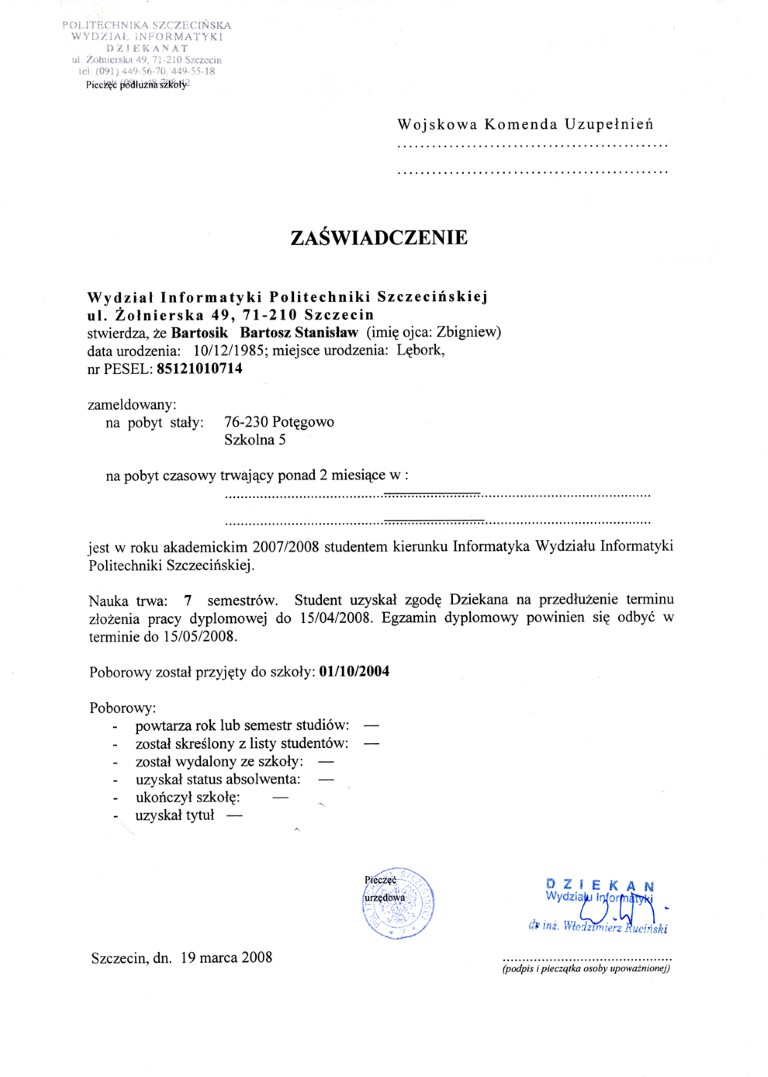 POLITECHNIKA SZCZECIŃSKA
WYDZIAŁ INFORMATYKI
DZIEKANAT
ul. Żołnierska 49, 71-210 Szczecin
tel. (091) 449-56-70, 449-55-18
Pieczęć podłużna szkoły
Wojskowa Komenda Uzupełnień
ZAŚWIADCZENIE
Wydział Informatyki Politechniki Szczecińskiej
ul. Żołnierska 49, 71-210 Szczecin
stwierdza, że Bartosik Bartosz Stanisław (imię ojca: Zbigniew)
data urodzenia: 10/12/1985; miejsce urodzenia: Lębork,
nr PESEL: 85121010714
zameldowany:
na pobyt stały: 76-230 Potęgowo
Szkolna 5
na pobyt czasowy trwający ponad 2 miesiące w :
jest w roku akademickim 2007/2008 studentem kierunku Informatyka Wydziału Informatyki
Politechniki Szczecińskiej.
Nauka trwa: 7 semestrów. Student uzyskał zgodę Dziekana na przedłużenie terminu
złożenia pracy dyplomowej do 15/04/2008. Egzamin dyplomowy powinien się odbyć w
terminie do 15/05/2008.
Poborowy został przyjęty do szkoły: 01/10/2004
Poborowy:
- powtarza rok lub semestr studiów: —
- został skreślony z listy studentów: —
- został wydalony ze szkoły: —
- uzyskał status absolwenta: —
- ukończył szkołę: —
- uzyskał tytuł —
Pieczęć
urzędowa
DZIEKAN
Wydziału Informatyki
dr inż. Włodzimierz Ruciński
Szczecin, dn. 19 marca 2008
(podpis i pieczątka osoby upoważnionej)